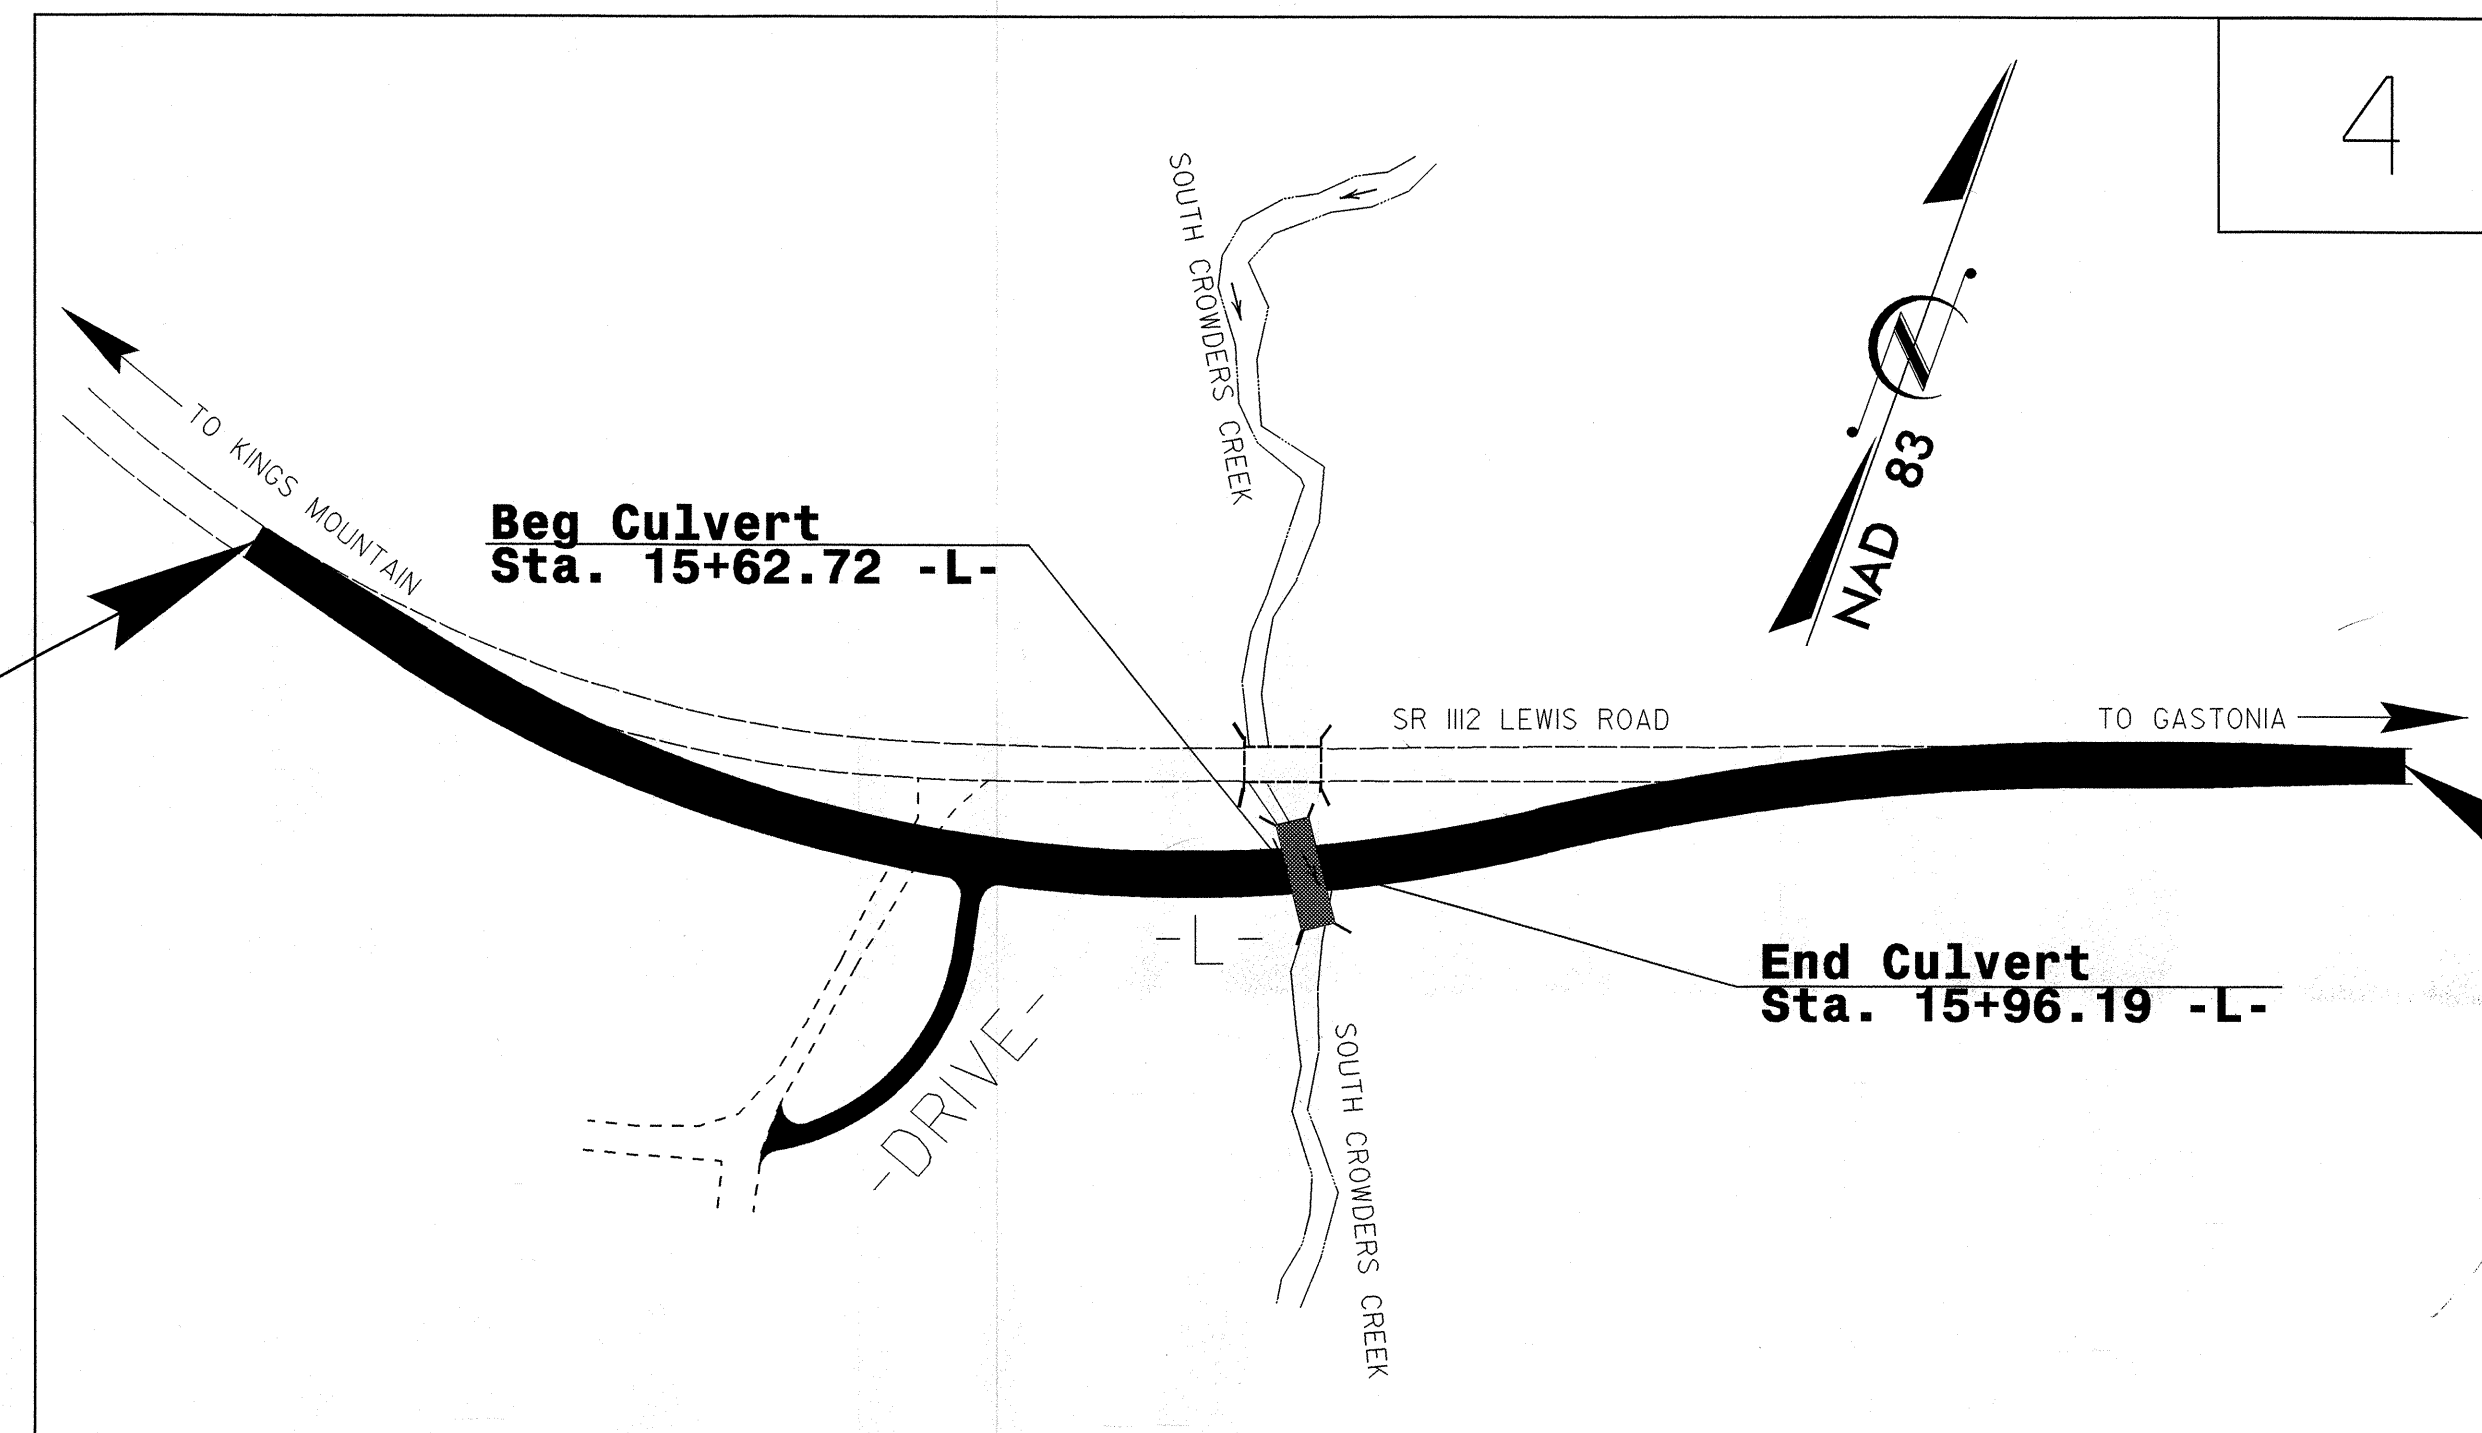 4
SOUTH CROWDERS CREEK
N
NAD 83
TO KINGS MOUNTAIN
Beg Culvert
Sta. 15+62.72 -L-
SR 1112 LEWIS ROAD
TO GASTONIA
-L-
End Culvert
Sta. 15+96.19 -L-
-DRIVE-
SOUTH CROWDERS CREEK